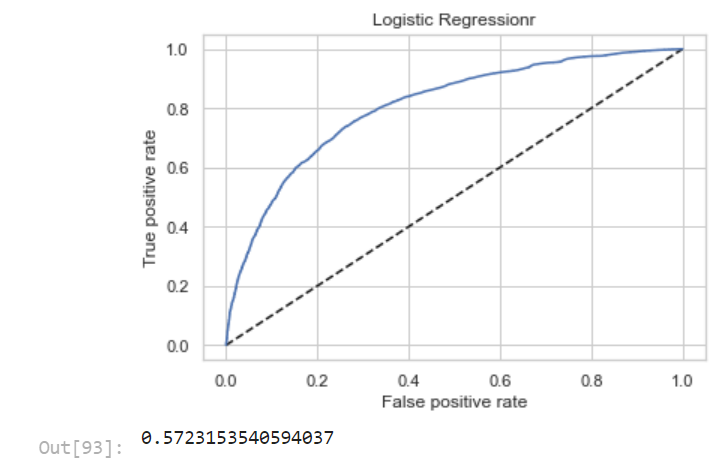 Logistic Regressionr
1.0
0.8
0.6
0.4
0.2
0.0
True positive rate
0.0 0.2 0.4 0.6 0.8 1.0
False positive rate
Out[93]: 0.5723153540594037